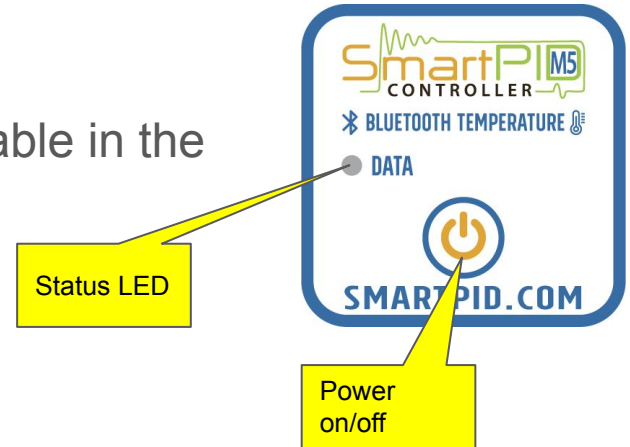 SmartPID M5
CONTROLLER
BLUETOOTH TEMPERATURE
able in the
DATA
Status LED
SMARTPID.COM
Power
on/off